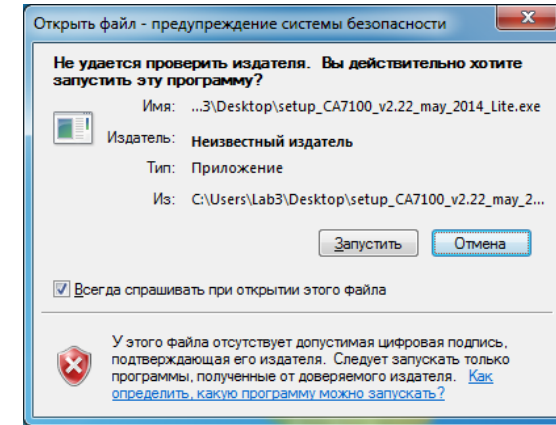 Открыть файл - предупреждение системы безопасности
Не удается проверить издателя. Вы действительно хотите
запустить эту программу?
Имя: ...3\Desktop\setup_CA7100_v2.22_may_2014_Lite.exe
Издатель: Неизвестный издатель
Тип: Приложение
Из: C:\Users\Lab3\Desktop\setup_CA7100_v2.22_may_2...
Запустить Отмена
Всегда спрашивать при открытии этого файла
У этого файла отсутствует допустимая цифровая подпись,
подтверждающая его издателя. Следует запускать только
программы, полученные от доверяемого издателя. Как
определить, какую программу можно запускать?